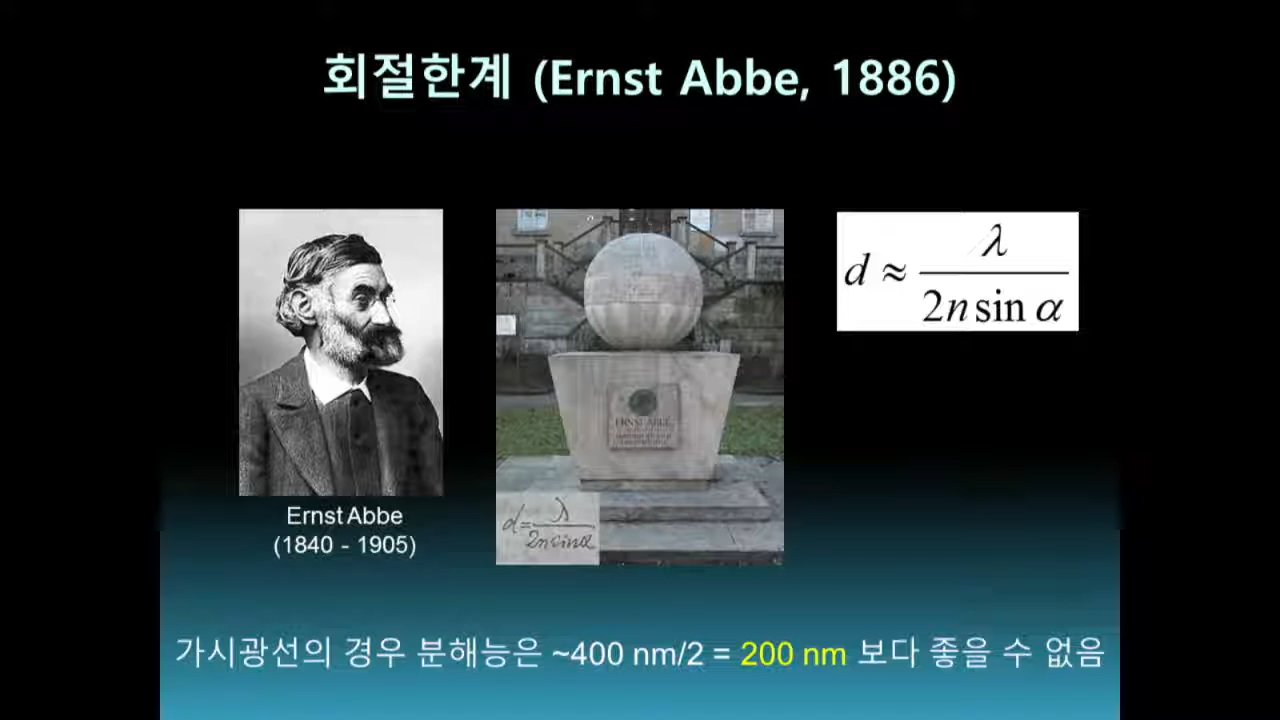 회절한계 (Ernst Abbe, 1886)
d ≈ λ / 2n sin α
ERNST ABBE
d = λ / 2n sin α
Ernst Abbe
(1840 - 1905)
가시광선의 경우 분해능은 ~400 nm/2 = 200 nm 보다 좋을 수 없음